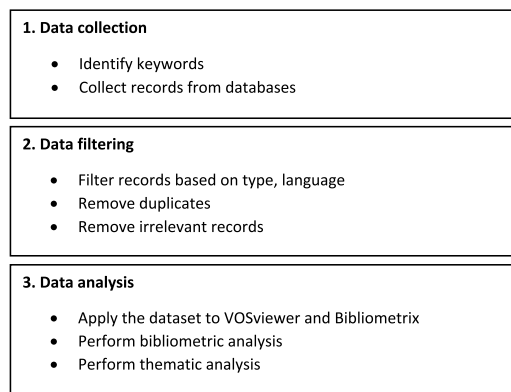 1. Data collection
• Identify keywords
• Collect records from databases
2. Data filtering
• Filter records based on type, language
• Remove duplicates
• Remove irrelevant records
3. Data analysis
• Apply the dataset to VOSviewer and Bibliometrix
• Perform bibliometric analysis
• Perform thematic analysis